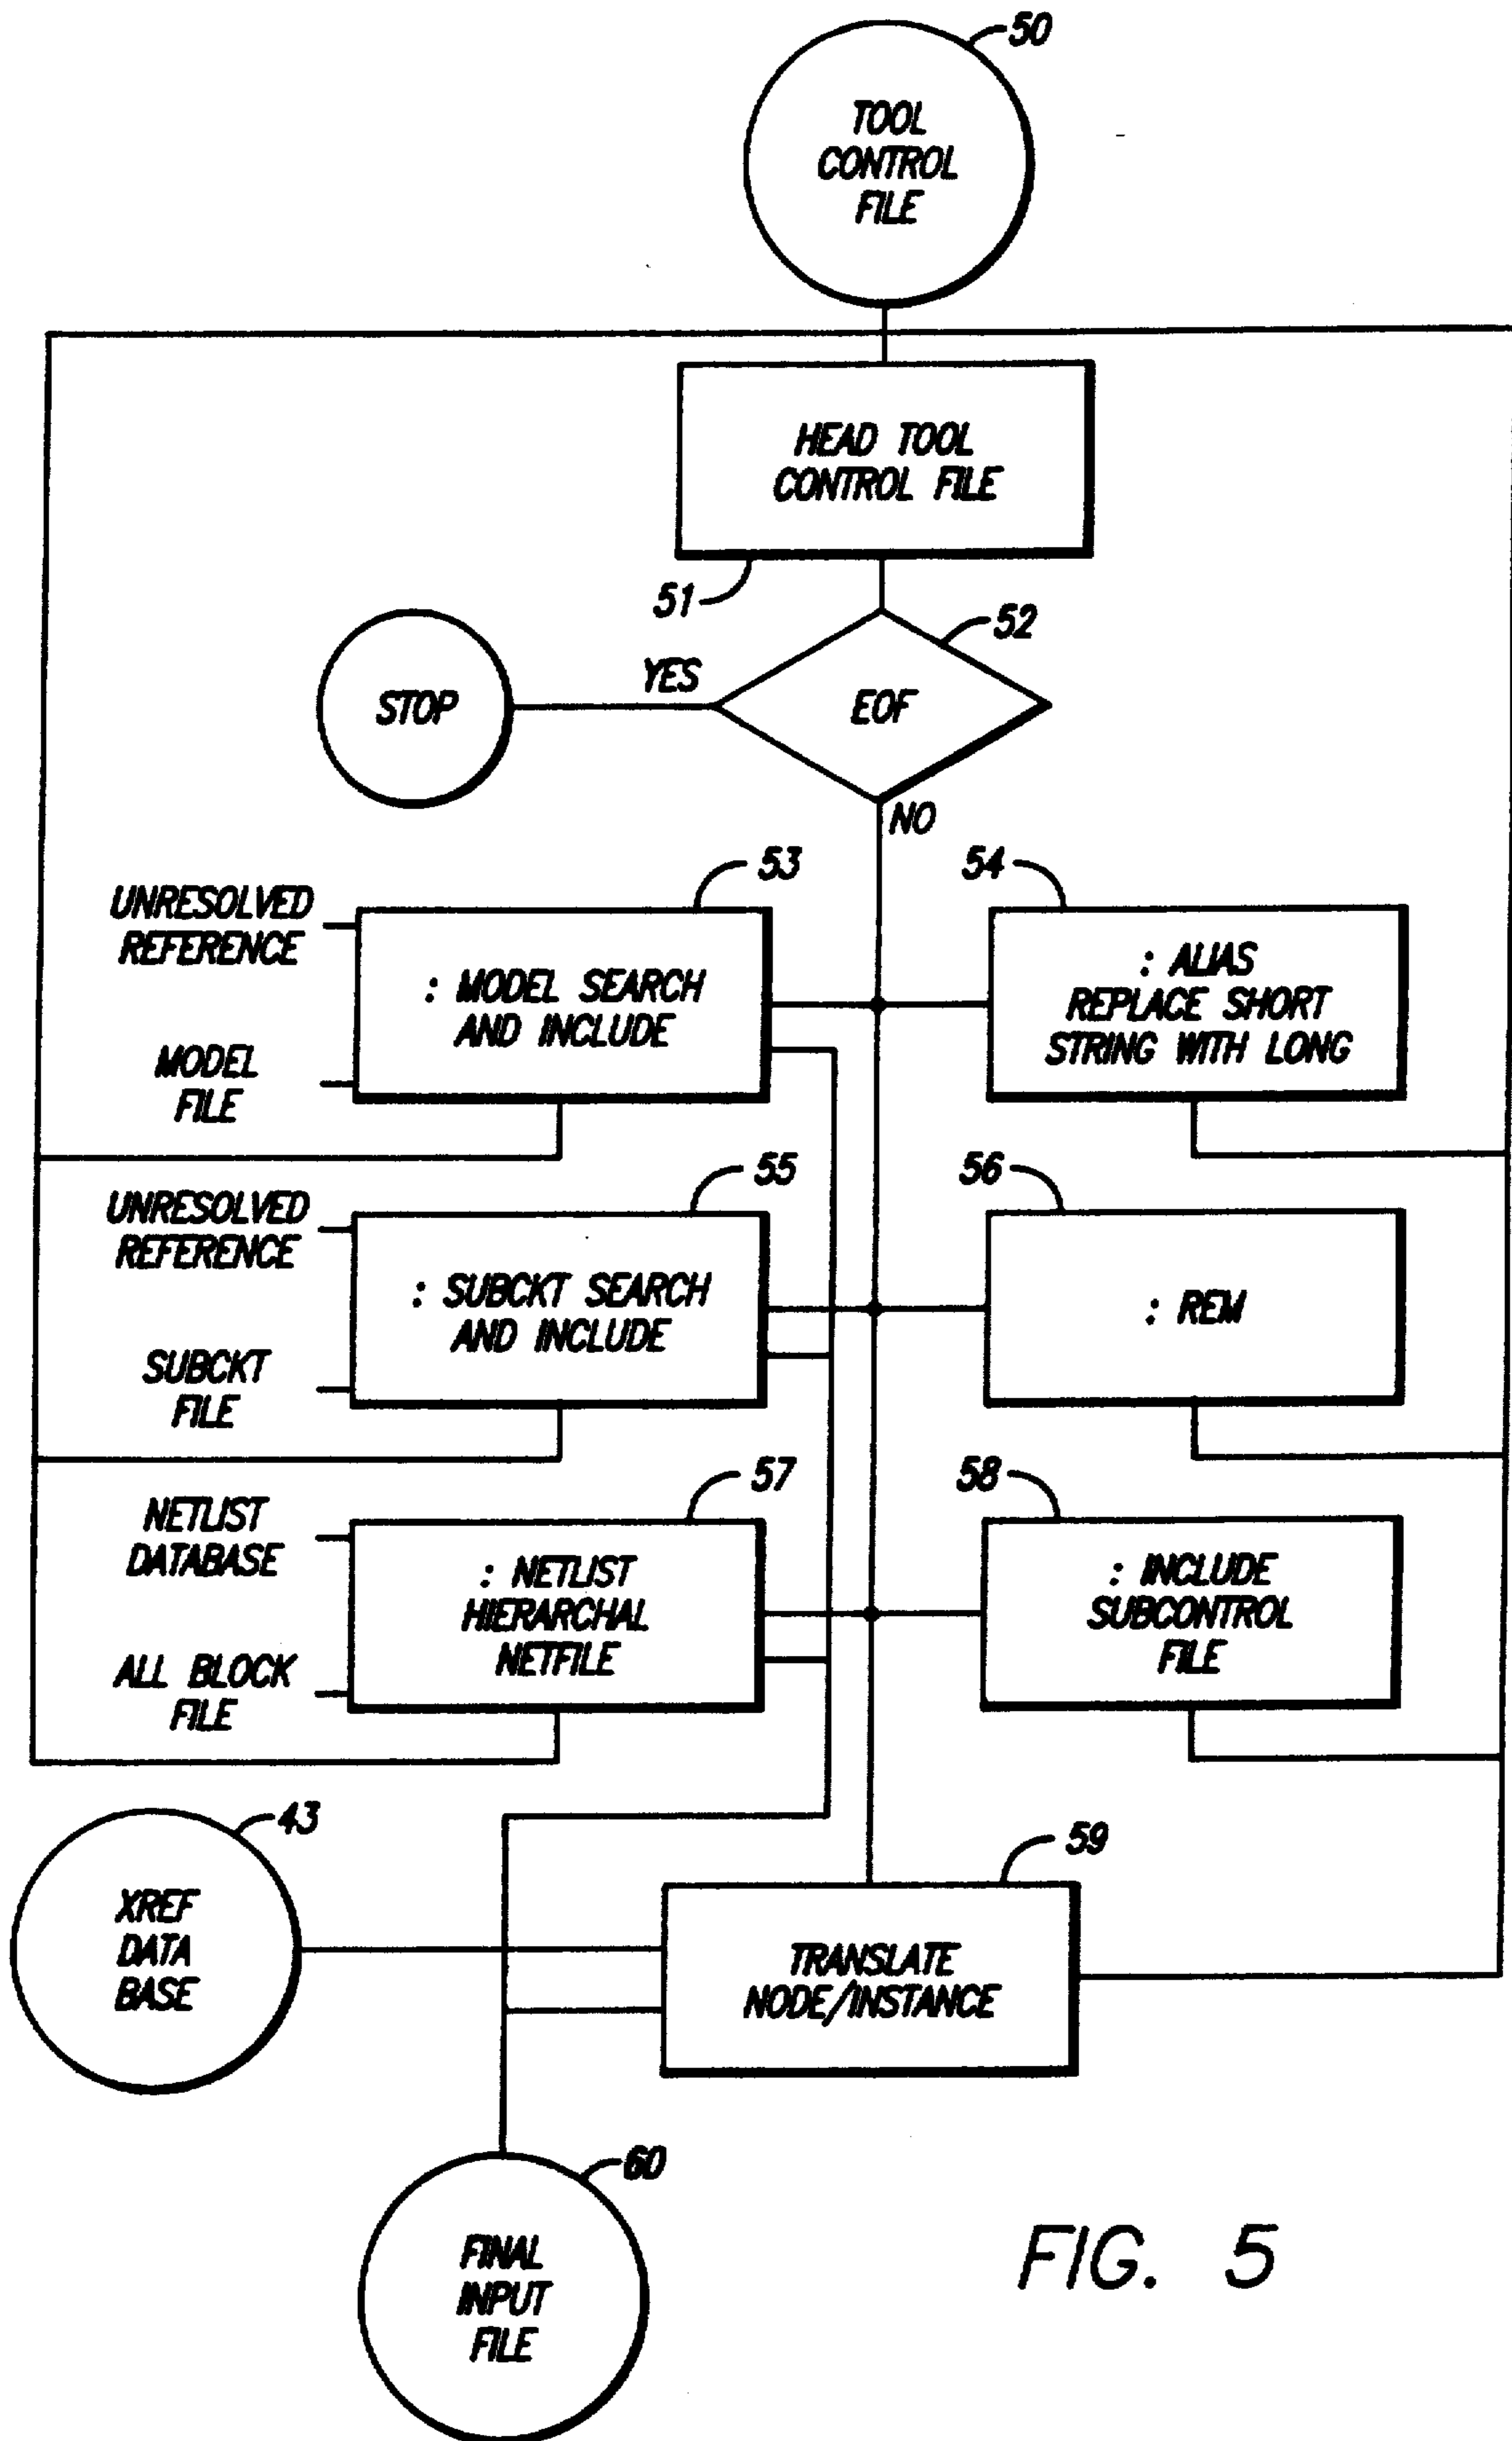 50
TOOL
CONTROL
FILE
HEAD TOOL
CONTROL FILE
51
52
YES
STOP
EOF
NO
53
54
UNRESOLVED
REFERENCE
: MODEL SEARCH
AND INCLUDE
MODEL
FILE
: ALIAS
REPLACE SHORT
STRING WITH LONG
55
56
UNRESOLVED
REFERENCE
: SUBCKT SEARCH
AND INCLUDE
SUBCKT
FILE
: REM
57
58
NETLIST
DATABASE
: NETLIST
HIERARCHAL
NETFILE
ALL BLOCK
FILE
: INCLUDE
SUBCONTROL
FILE
43
59
XREF
DATA
BASE
TRANSLATE
NODE/INSTANCE
60
FINAL
INPUT
FILE
FIG. 5